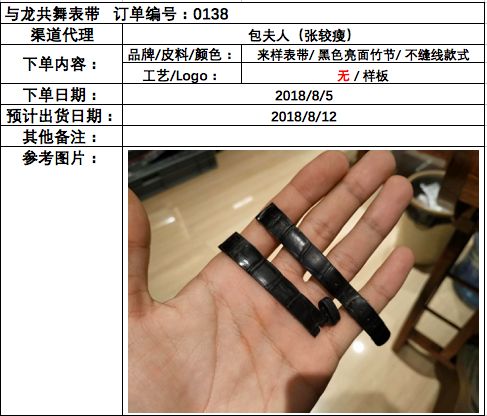 与龙共舞表带 订单编号：0138
渠道代理
包夫人（张较瘦）
下单内容：
品牌/皮料/颜色：
来样表带/ 黑色亮面竹节/ 不缝线款式
工艺/Logo：
无 / 样板
下单日期：
2018/8/5
预计出货日期：
2018/8/12
其他备注：
参考图片：